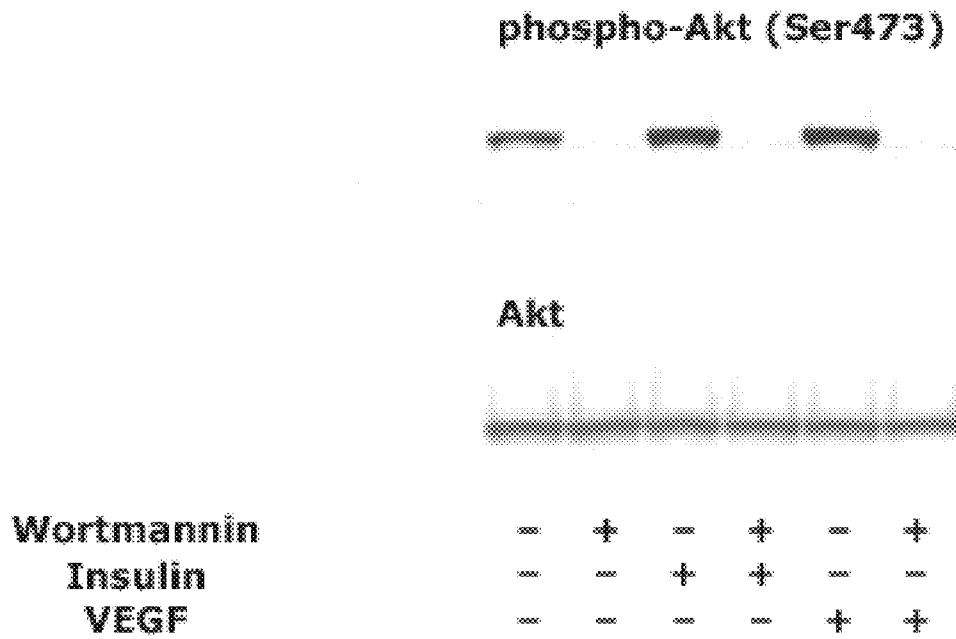 phospho-Akt (Ser473)
Akt
Wortmannin - + - + - +
Insulin - - + + - -
VEGF - - - - + +